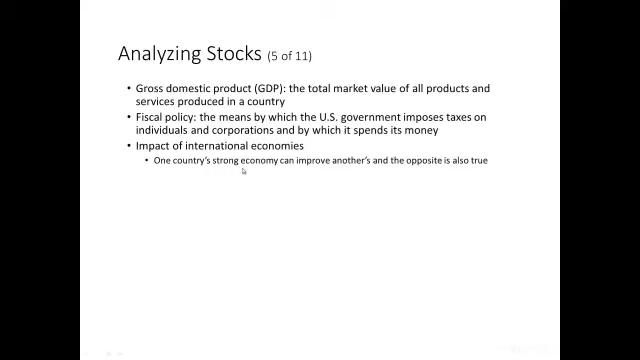 Analyzing Stocks (5 of 11)
• Gross domestic product (GDP): the total market value of all products and
services produced in a country
• Fiscal policy: the means by which the U.S. government imposes taxes on
individuals and corporations and by which it spends its money
• Impact of international economies
• One country's strong economy can improve another's and the opposite is also true